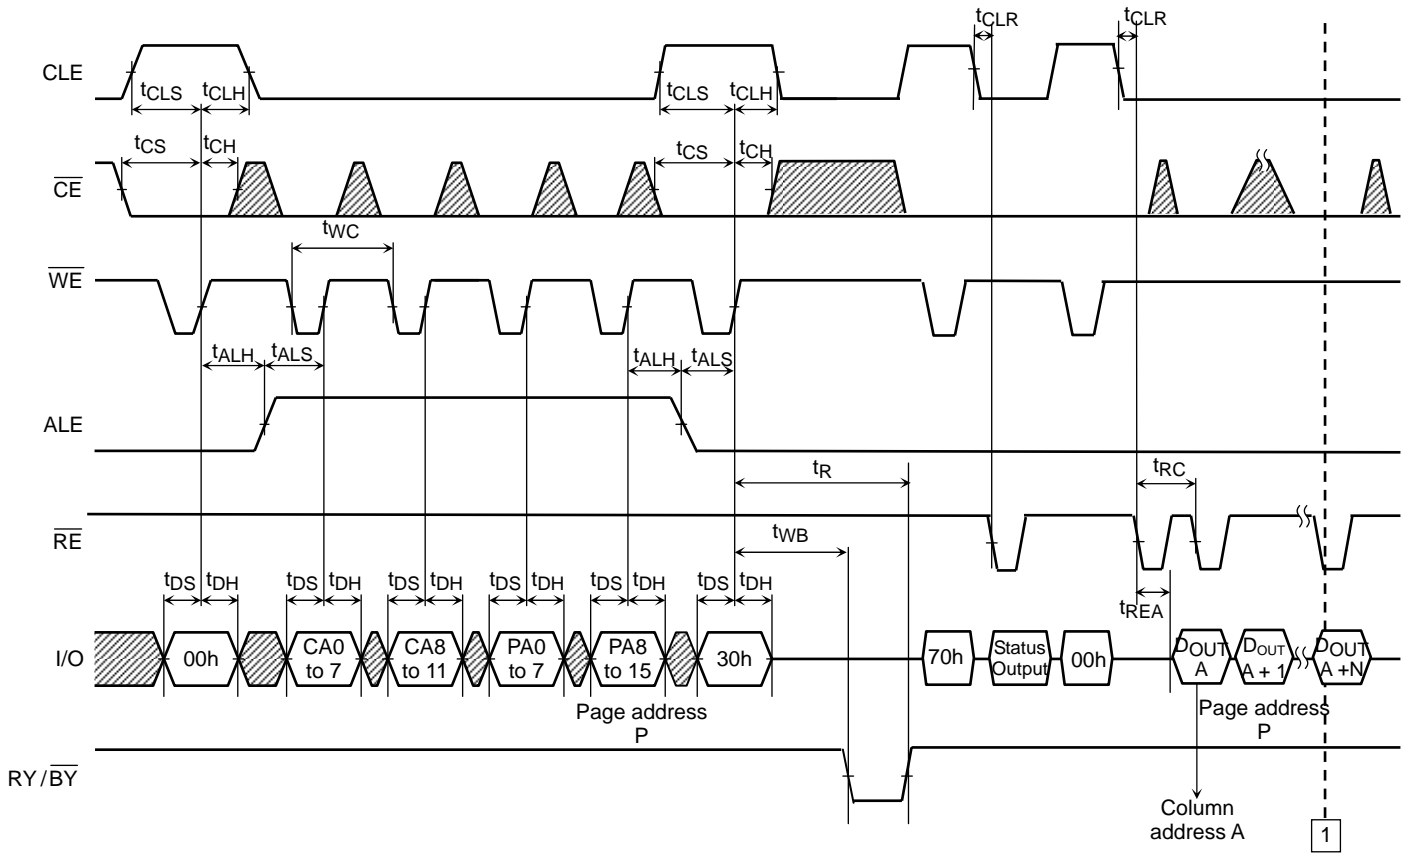 tCLR tCLR
CLE
tCLS tCLH tCLS tCLH
tCS tCH tCS tCH
CE
tWC
WE
tALH tALS tALH tALS
ALE
tR tRC
RE
tWB
tDS tDH tDS tDH tDS tDH tDS tDH tDS tDH tDS tDH
tREA
I/O
00h
CA0
to 7
CA8
to 11
PA0
to 7
PA8
to 15
30h
70h
Status
Output
00h
DOUT
A
DOUT
A + 1
DOUT
A +N
Page address
P
Page address
P
RY/BY
Column
address A
1